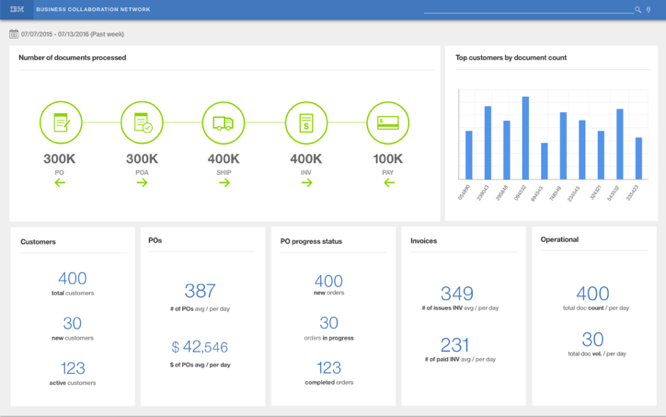 IBM BUSINESS COLLABORATION NETWORK
07/07/2015 - 07/13/2016 (Past week)
Number of documents processed
300K
PO
300K
POA
400K
SHIP
400K
INV
100K
PAY
Top customers by document count
Customers
400
total customers
30
new customers
123
active customers
POs
387
# of POs avg / per day
$ 42,546
$ of POs avg / per day
PO progress status
400
new orders
30
orders in progress
123
completed orders
Invoices
349
# of issues INV avg / per day
231
# of paid INV avg / per day
Operational
400
total doc count / per day
30
total doc vol. / per day